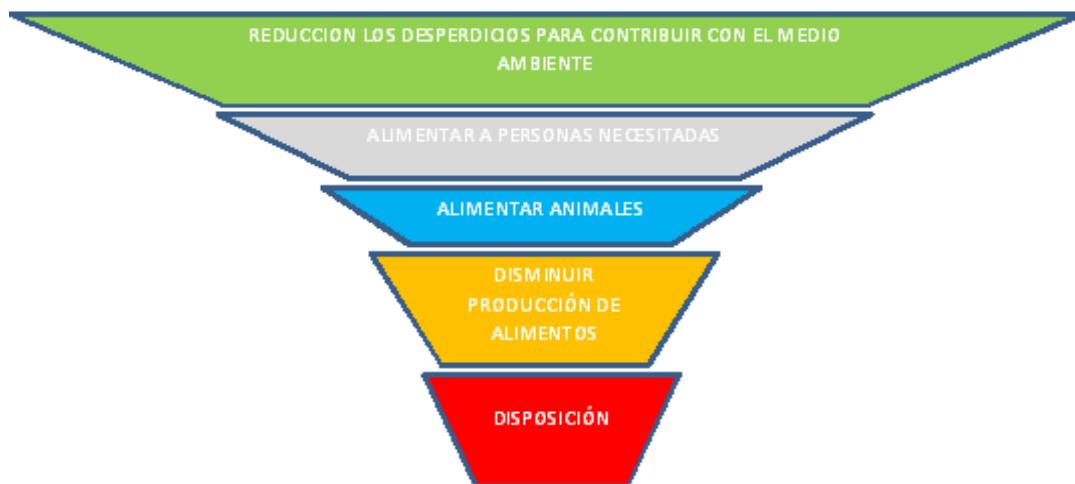 REDUCCION LOS DESPERDICIOS PARA CONTRIBUIR CON EL MEDIO
AMBIENTE
ALIMENTAR A PERSONAS NECESITADAS
ALIMENTAR ANIMALES
DISMINUIR
PRODUCCIÓN DE
ALIMENTOS
DISPOSICIÓN